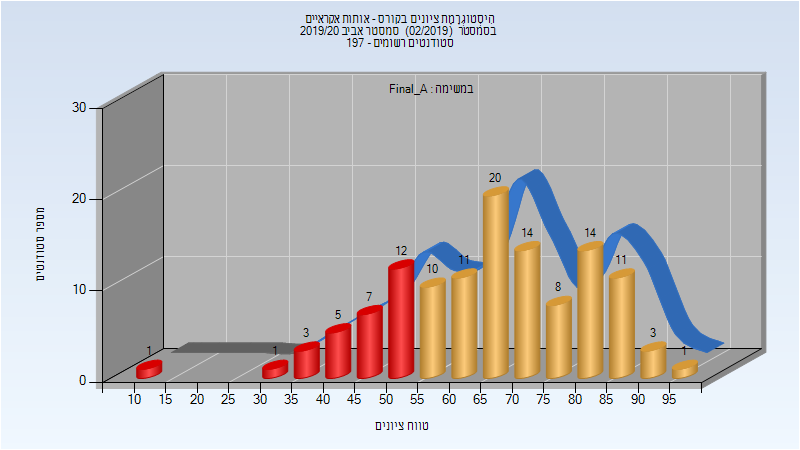 היסטוגרמת ציונים בקורס - אותות אקראיים
בסמסטר (02/2019) סמסטר אביב 2019/20
סטודנטים רשומים - 197
במשימה : Final_A
מספר סטודנטים
30
20
10
0
1
1
3
5
7
12
10
11
20
14
8
14
11
3
1
10 15 20 25 30 35 40 45 50 55 60 65 70 75 80 85 90 95
טווח ציונים